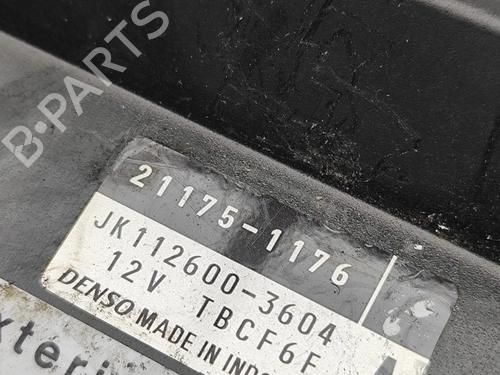 B-PARTS
21175-1176
JK112600-3604
12V TBCF6F
DENSO MADE IN INDO
xteri